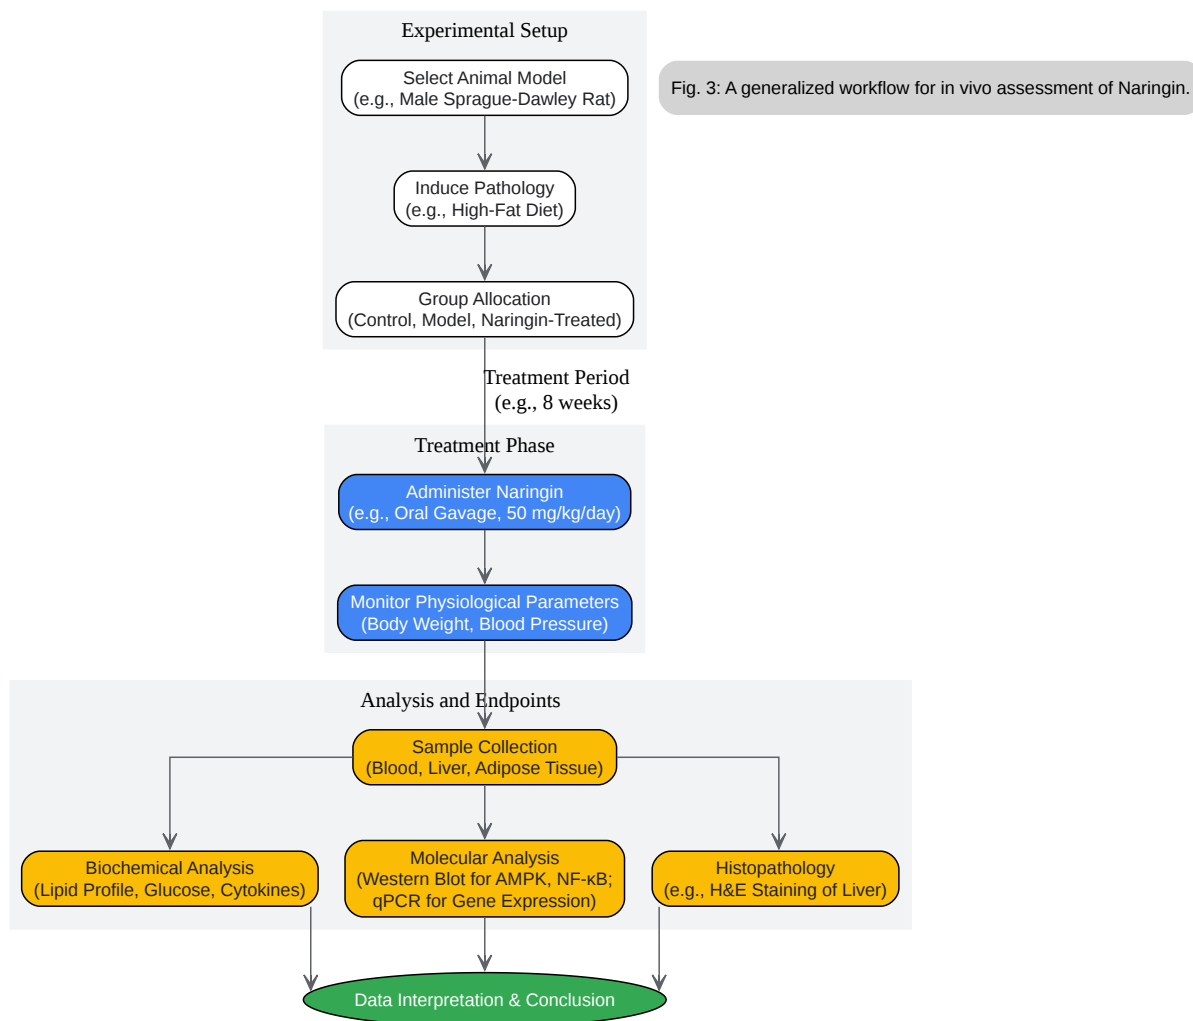 Experimental Setup
Select Animal Model
(e.g., Male Sprague-Dawley Rat)
Fig. 3: A generalized workflow for in vivo assessment of Naringin.
Induce Pathology
(e.g., High-Fat Diet)
Group Allocation
(Control, Model, Naringin-Treated)
Treatment Period
(e.g., 8 weeks)
Treatment Phase
Administer Naringin
(e.g., Oral Gavage, 50 mg/kg/day)
Monitor Physiological Parameters
(Body Weight, Blood Pressure)
Analysis and Endpoints
Sample Collection
(Blood, Liver, Adipose Tissue)
Biochemical Analysis
(Lipid Profile, Glucose, Cytokines)
Molecular Analysis
(Western Blot for AMPK, NF-κB;
qPCR for Gene Expression)
Histopathology
(e.g., H&E Staining of Liver)
Data Interpretation & Conclusion